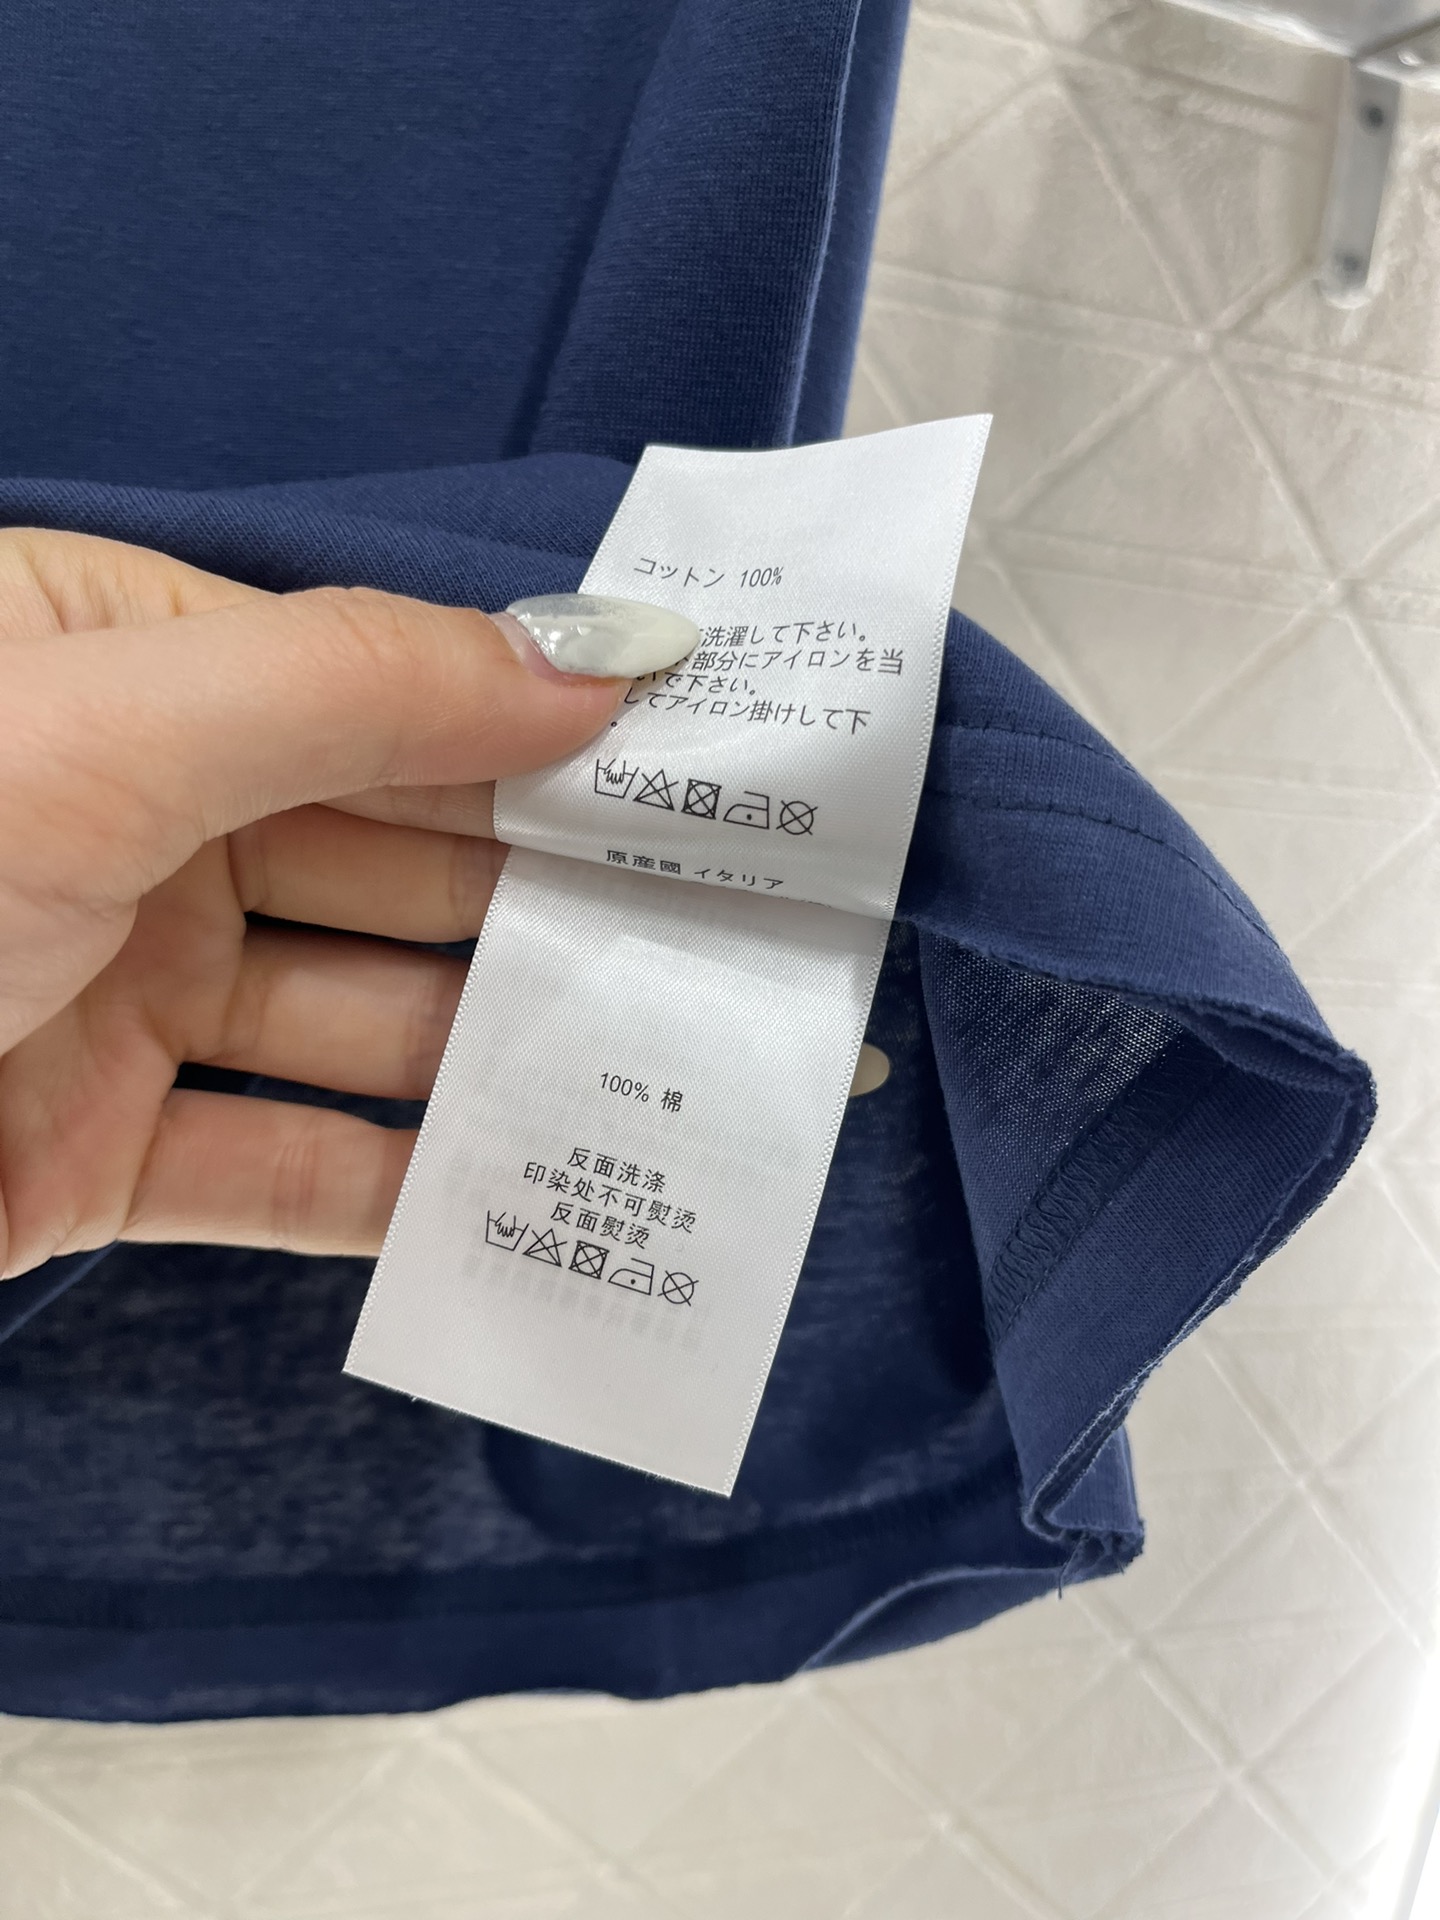 コットン 100%
洗濯して下さい。
部分にアイロンを当
いで下さい。
してアイロン掛けして下
。
原産國 イタリア
100% 棉
反面洗涤
印染处不可熨烫
反面熨烫